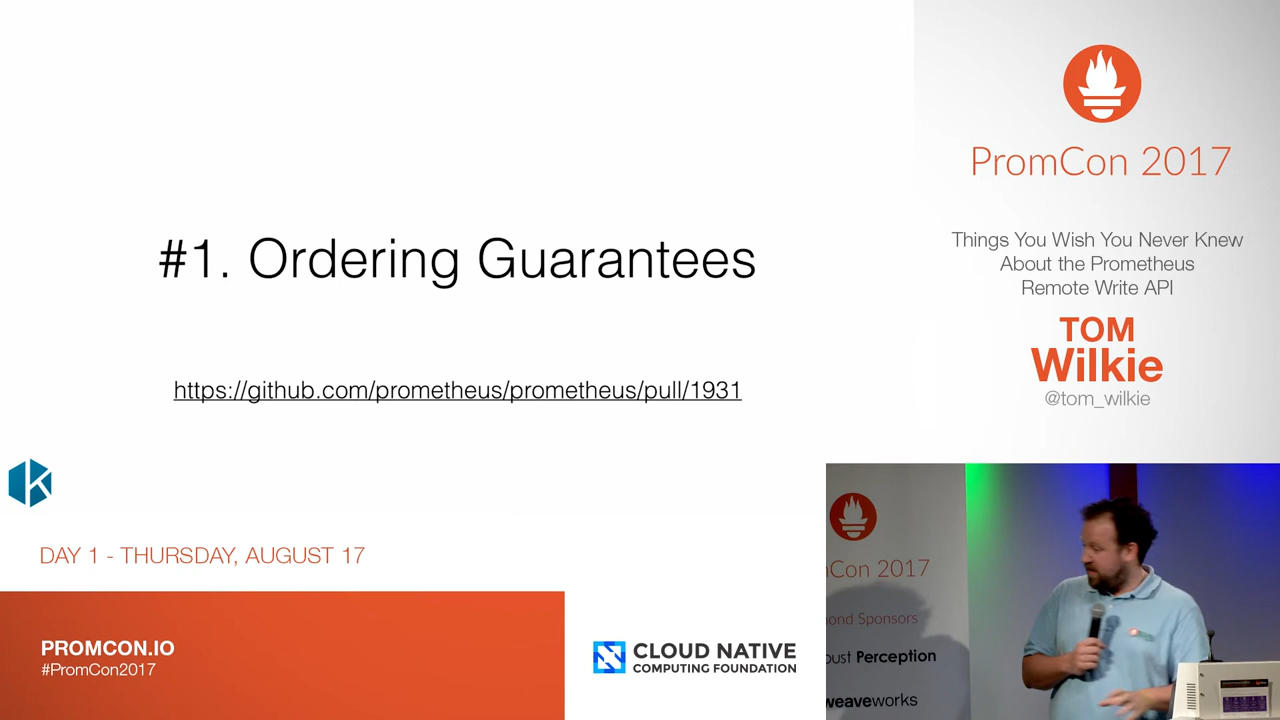 #1. Ordering Guarantees
https://github.com/prometheus/prometheus/pull/1931
DAY 1 - THURSDAY, AUGUST 17
PROMCON.IO
#PromCon2017
CLOUD NATIVE
COMPUTING FOUNDATION
PromCon 2017
Things You Wish You Never Knew
About the Prometheus
Remote Write API
TOM
Wilkie
@tom_wilkie
Con 2017
ond Sponsors
bust Perception
weaveworks